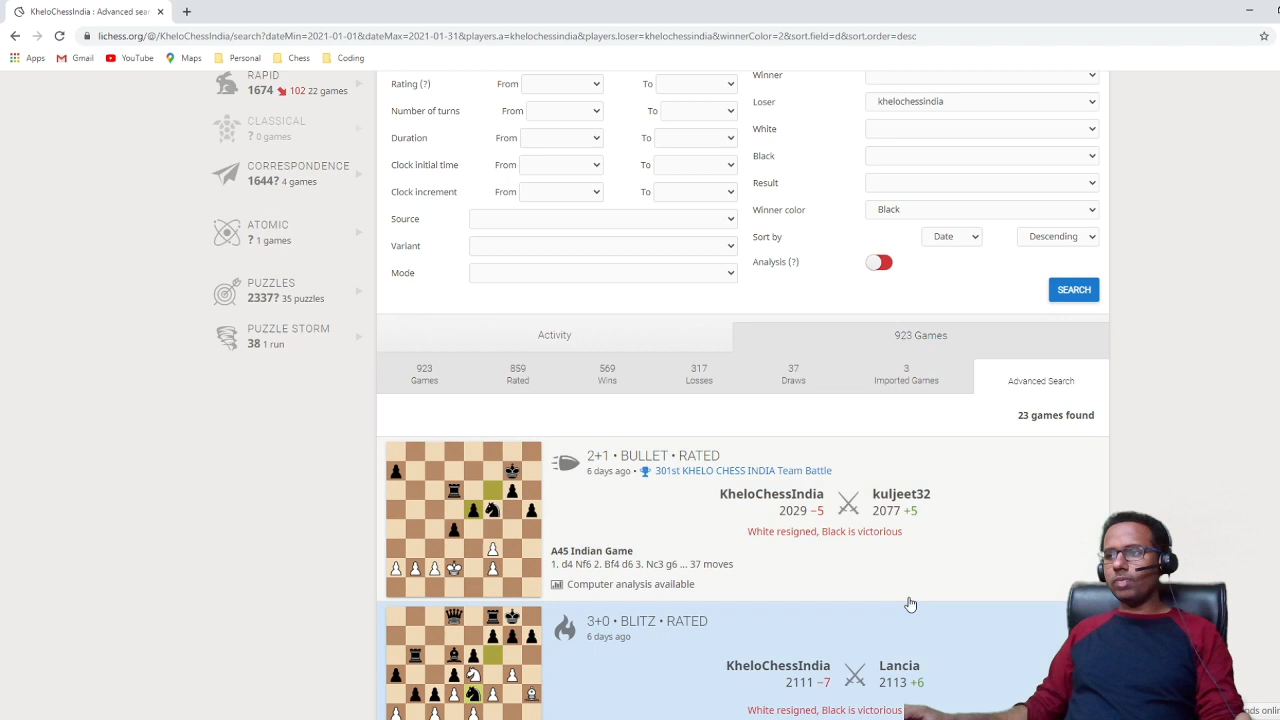 KheloChessIndia : Advanced sear
lichess.org/@/KheloChessIndia/search?dateMin=2021-01-01&dateMax=2021-01-31&players.a=khelochessindia&players.loser=khelochessindia&winnerColor=2&sort.field=d&sort.order=desc
Apps Gmail YouTube Maps Personal Chess Coding
RAPID
1674 102 22 games
CLASSICAL
? 0 games
CORRESPONDENCE
1644? 4 games
ATOMIC
? 1 games
PUZZLES
2337? 35 puzzles
PUZZLE STORM
38 1 run
Rating (?) From To
Number of turns From To
Duration From To
Clock initial time From To
Clock increment From To
Source
Variant
Mode
Winner
Loser khelochessindia
White
Black
Result
Winner color Black
Sort by Date Descending
Analysis (?)
SEARCH
Activity 923 Games
923 Games
859 Rated
569 Wins
317 Losses
37 Draws
3 Imported Games
Advanced Search
23 games found
2+1 • BULLET • RATED
6 days ago • 301st KHELO CHESS INDIA Team Battle
KheloChessIndia kuljeet32
2029 −5 2077 +5
White resigned, Black is victorious
A45 Indian Game
1. d4 Nf6 2. Bf4 d6 3. Nc3 g6 ... 37 moves
Computer analysis available
3+0 • BLITZ • RATED
6 days ago
KheloChessIndia Lancia
2111 −7 2113 +6
White resigned, Black is victorious